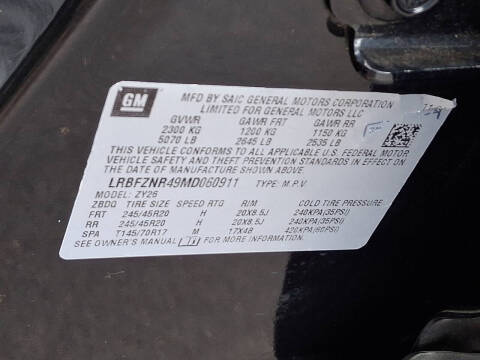 GM
MFD BY SAIC GENERAL MOTORS CORPORATION
LIMITED FOR GENERAL MOTORS LLC
GVWR GAWR FRT GAWR RR
2300 KG 1200 KG 1150 KG
5070 LB 2645 LB 2535 LB
THIS VEHICLE CONFORMS TO ALL APPLICABLE U.S. FEDERAL MOTOR
VEHICLE SAFETY AND THEFT PREVENTION STANDARDS IN EFFECT ON
THE DATE OF MANUFACTURE SHOWN ABOVE.
LRBFZNR49MD060911 TYPE: M.P.V
MODEL: ZY26
ZBDQ TIRE SIZE SPEED RTG RIM COLD TIRE PRESSURE
FRT 245/45R20 H 20X8.5J 240KPA(35PSI)
RR 245/45R20 H 20X8.5J 240KPA(35PSI)
SPA T145/70R17 M 17X4B 420KPA(60PSI)
SEE OWNER'S MANUAL FOR MORE INFORMATION.